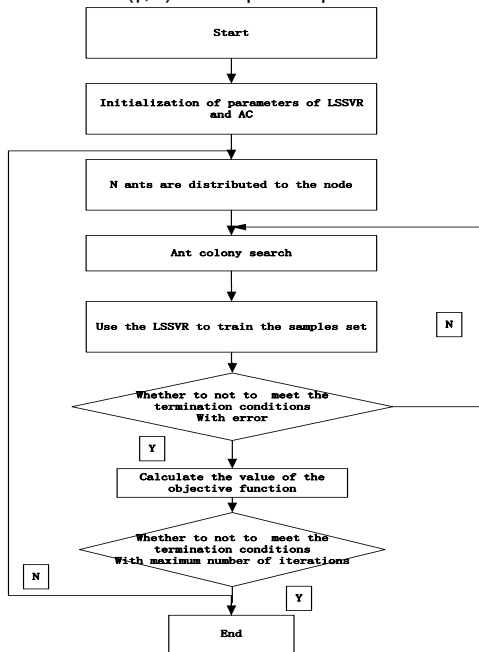 Start
Initialization of parameters of LSSVR
and AC
N ants are distributed to the node
Ant colony search
Use the LSSVR to train the samples set
N
Whether to not to meet the
termination conditions
With error
Y
Calculate the value of the
objective function
Whether to not to meet the
termination conditions
With maximum number of iterations
N
Y
End